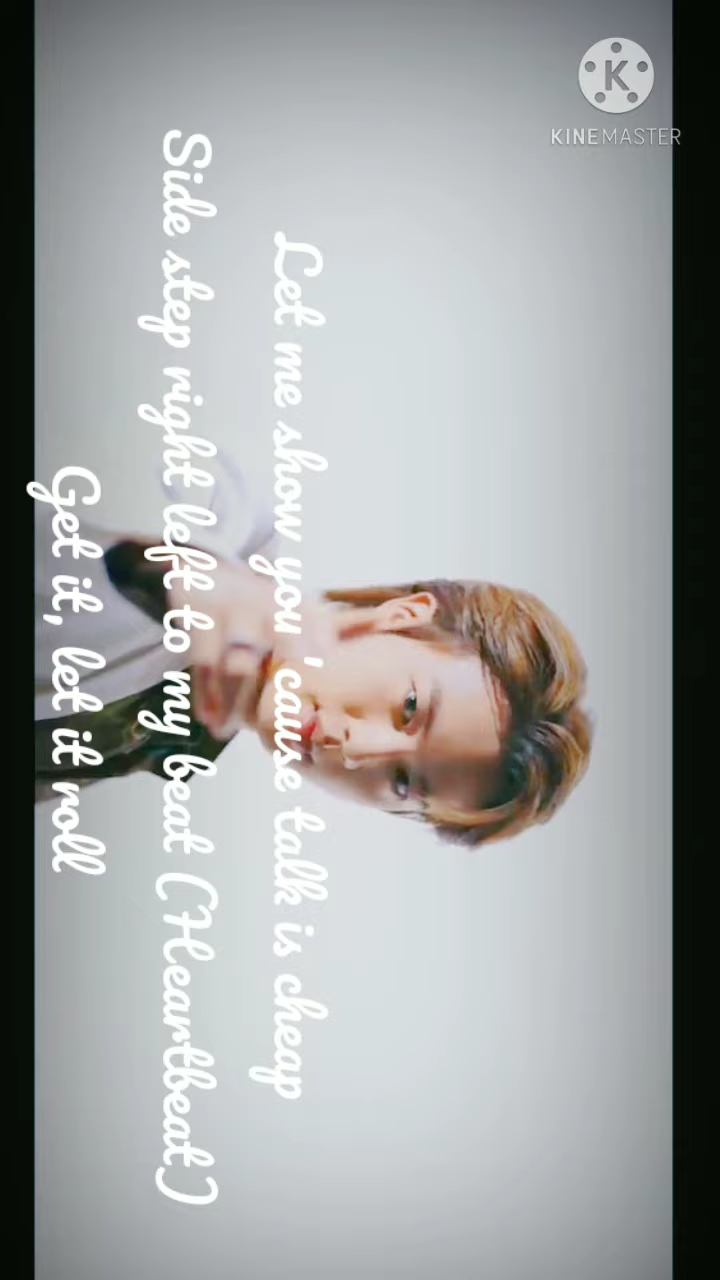 KINEMASTER
Let me show you 'cause talk is cheap
Side step right left to my beat (Heartbeat)
Get it, let it roll